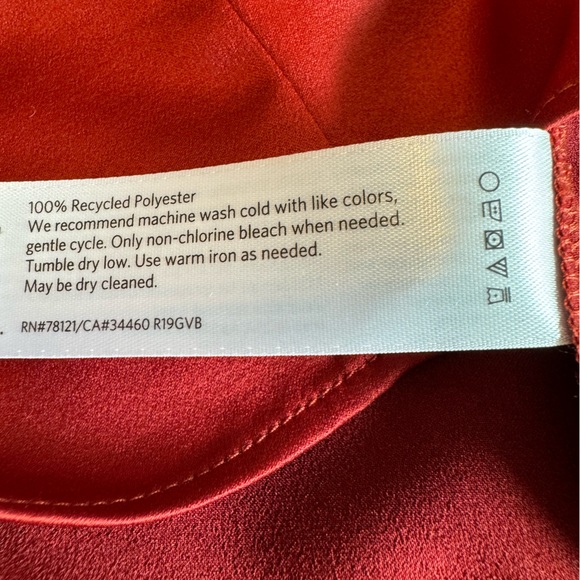 100% Recycled Polyester
We recommend machine wash cold with like colors,
gentle cycle. Only non-chlorine bleach when needed.
Tumble dry low. Use warm iron as needed.
May be dry cleaned.
RN#78121/CA#34460 R19GVB